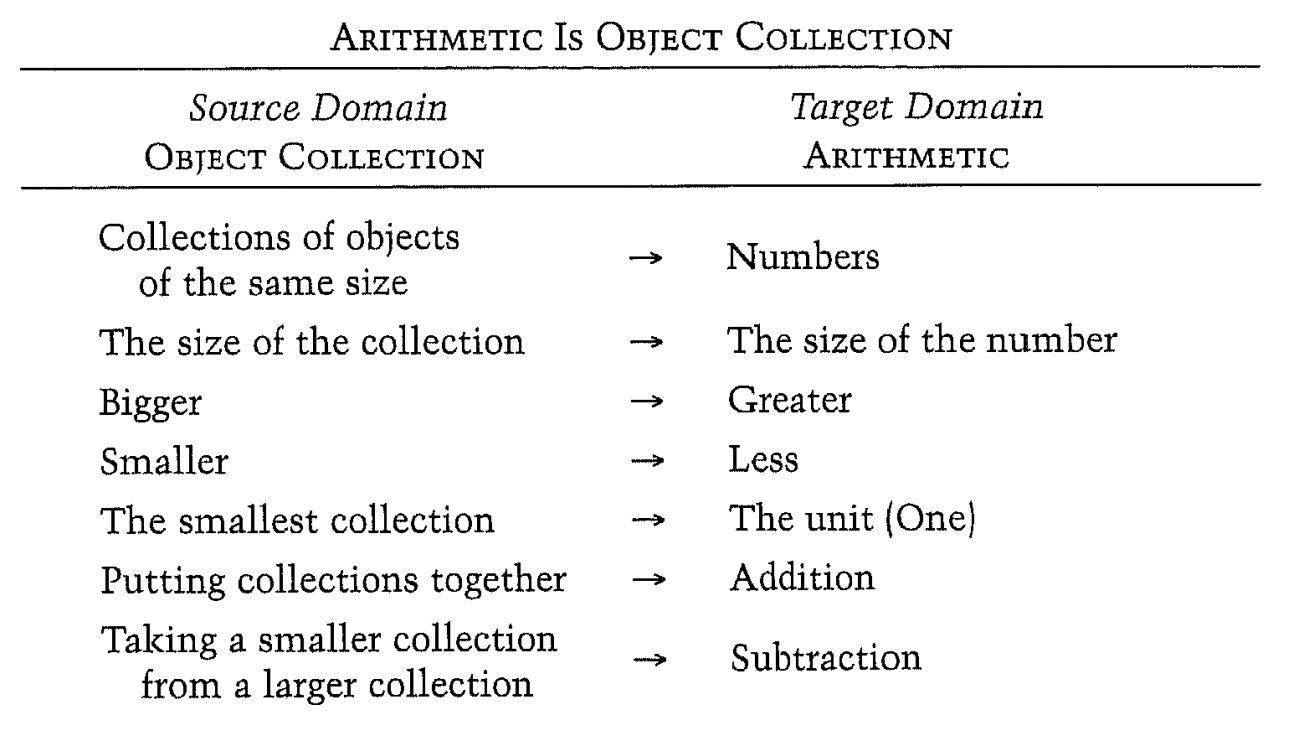 ARITHMETIC IS OBJECT COLLECTION
Source Domain Target Domain
OBJECT COLLECTION ARITHMETIC
Collections of objects
of the same size → Numbers
The size of the collection → The size of the number
Bigger → Greater
Smaller → Less
The smallest collection → The unit (One)
Putting collections together → Addition
Taking a smaller collection
from a larger collection → Subtraction